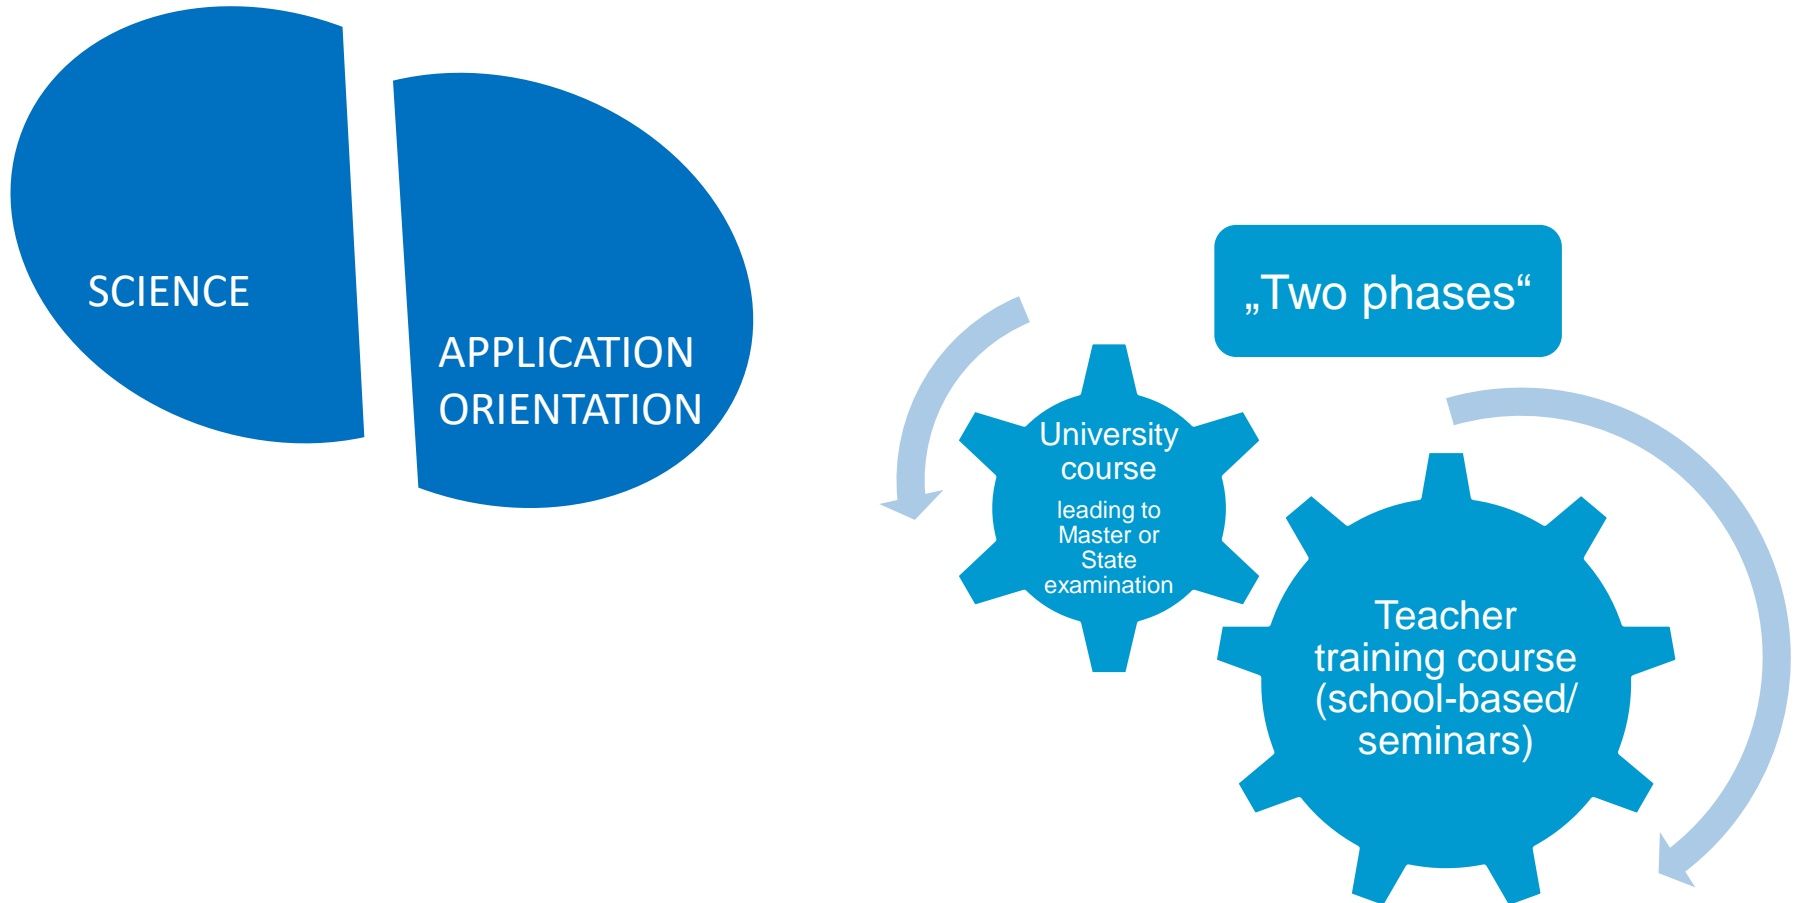 SCIENCE
APPLICATION
ORIENTATION
„Two phases“
University
course
leading to
Master or
State
examination
Teacher
training course
(school-based/
seminars)